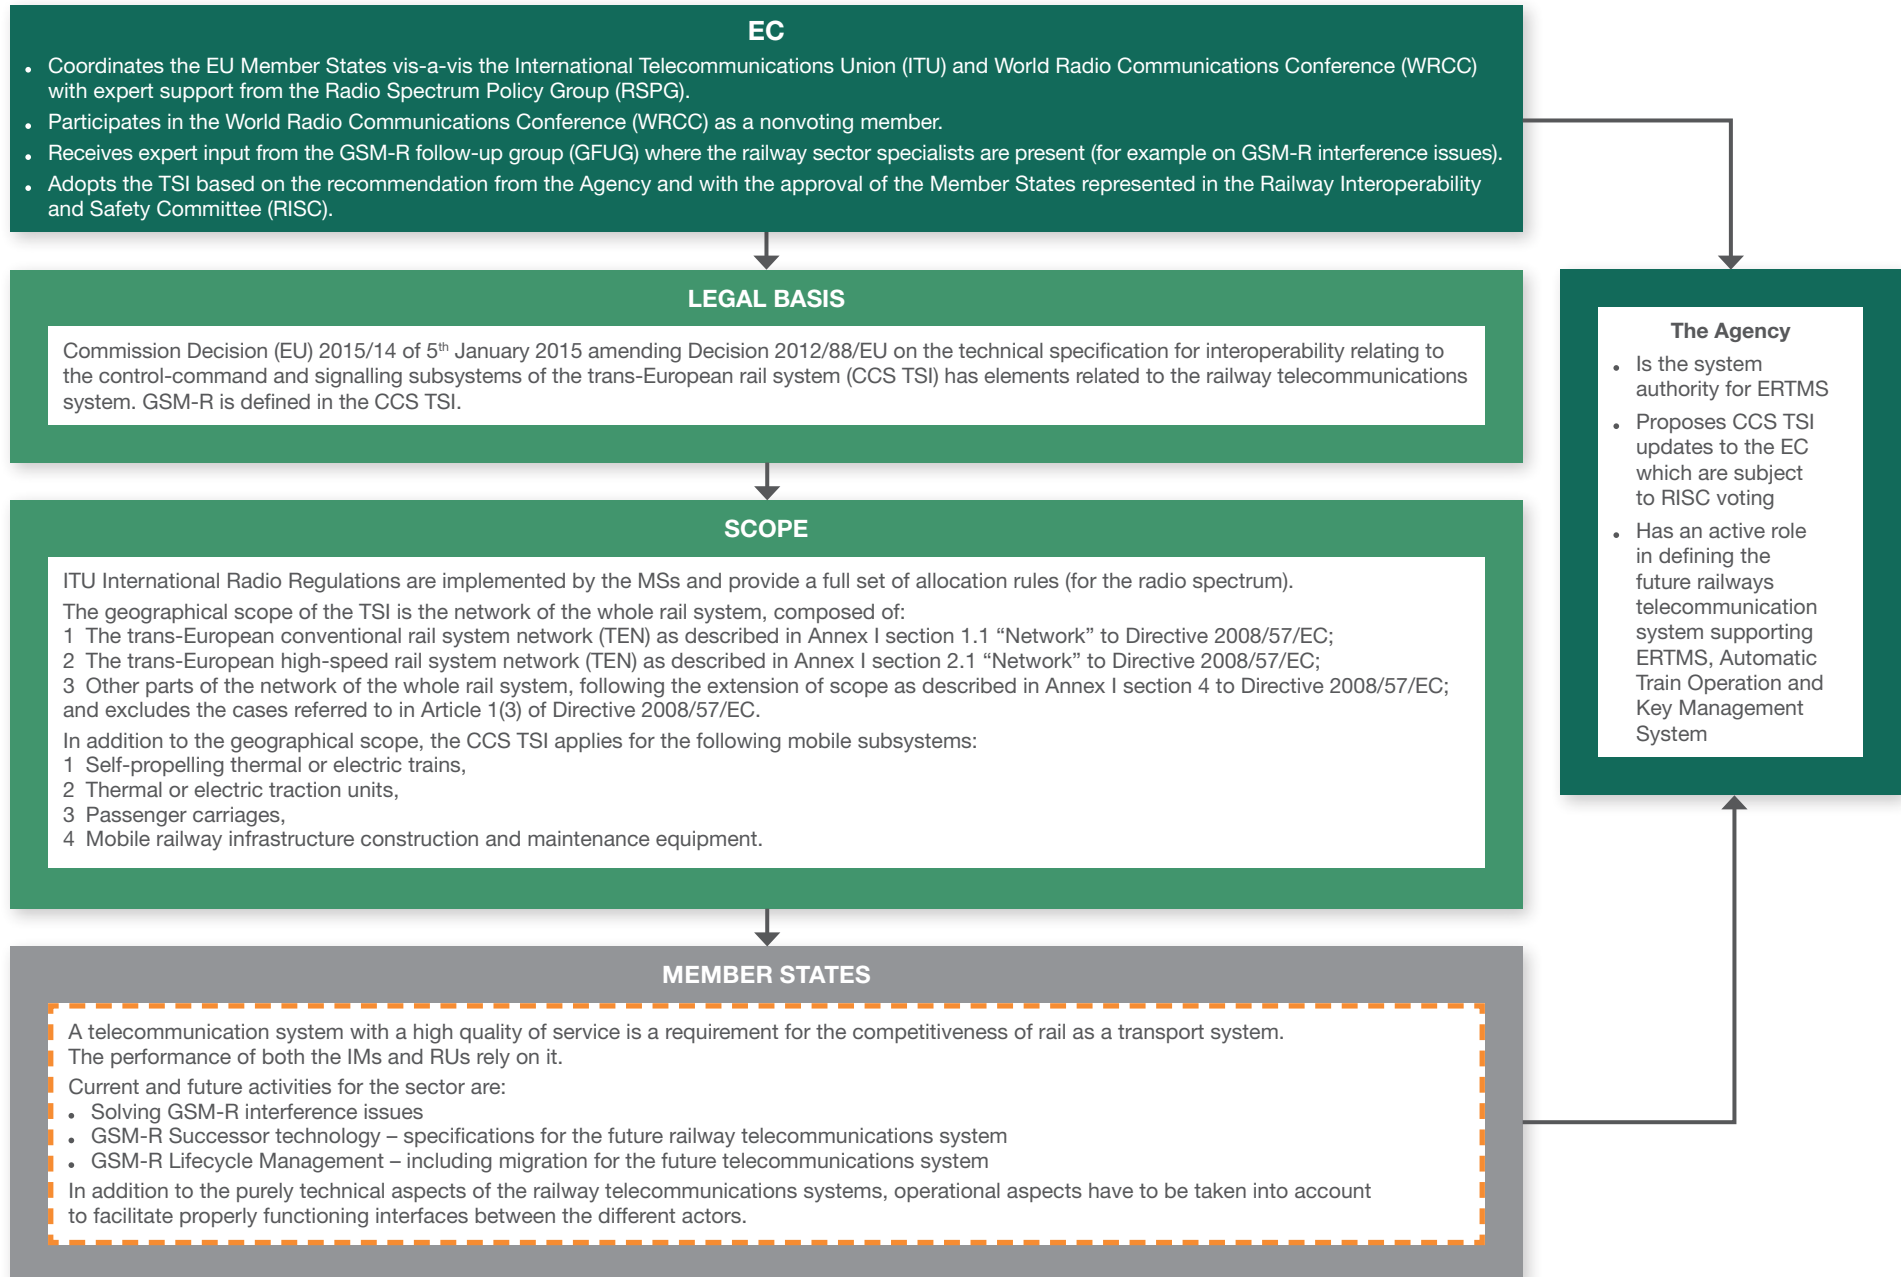 EC
• Coordinates the EU Member States vis-a-vis the International Telecommunications Union (ITU) and World Radio Communications Conference (WRCC)
with expert support from the Radio Spectrum Policy Group (RSPG).
• Participates in the World Radio Communications Conference (WRCC) as a nonvoting member.
• Receives expert input from the GSM-R follow-up group (GFUG) where the railway sector specialists are present (for example on GSM-R interference issues).
• Adopts the TSI based on the recommendation from the Agency and with the approval of the Member States represented in the Railway Interoperability
and Safety Committee (RISC).
LEGAL BASIS
Commission Decision (EU) 2015/14 of 5th January 2015 amending Decision 2012/88/EU on the technical specification for interoperability relating to
the control-command and signalling subsystems of the trans-European rail system (CCS TSI) has elements related to the railway telecommunications
system. GSM-R is defined in the CCS TSI.
SCOPE
ITU International Radio Regulations are implemented by the MSs and provide a full set of allocation rules (for the radio spectrum).
The geographical scope of the TSI is the network of the whole rail system, composed of:
1 The trans-European conventional rail system network (TEN) as described in Annex I section 1.1 “Network” to Directive 2008/57/EC;
2 The trans-European high-speed rail system network (TEN) as described in Annex I section 2.1 “Network” to Directive 2008/57/EC;
3 Other parts of the network of the whole rail system, following the extension of scope as described in Annex I section 4 to Directive 2008/57/EC;
and excludes the cases referred to in Article 1(3) of Directive 2008/57/EC.
In addition to the geographical scope, the CCS TSI applies for the following mobile subsystems:
1 Self-propelling thermal or electric trains,
2 Thermal or electric traction units,
3 Passenger carriages,
4 Mobile railway infrastructure construction and maintenance equipment.
MEMBER STATES
A telecommunication system with a high quality of service is a requirement for the competitiveness of rail as a transport system.
The performance of both the IMs and RUs rely on it.
Current and future activities for the sector are:
• Solving GSM-R interference issues
• GSM-R Successor technology – specifications for the future railway telecommunications system
• GSM-R Lifecycle Management – including migration for the future telecommunications system
In addition to the purely technical aspects of the railway telecommunications systems, operational aspects have to be taken into account
to facilitate properly functioning interfaces between the different actors.
The Agency
• Is the system
authority for ERTMS
• Proposes CCS TSI
updates to the EC
which are subject
to RISC voting
• Has an active role
in defining the
future railways
telecommunication
system supporting
ERTMS, Automatic
Train Operation and
Key Management
System